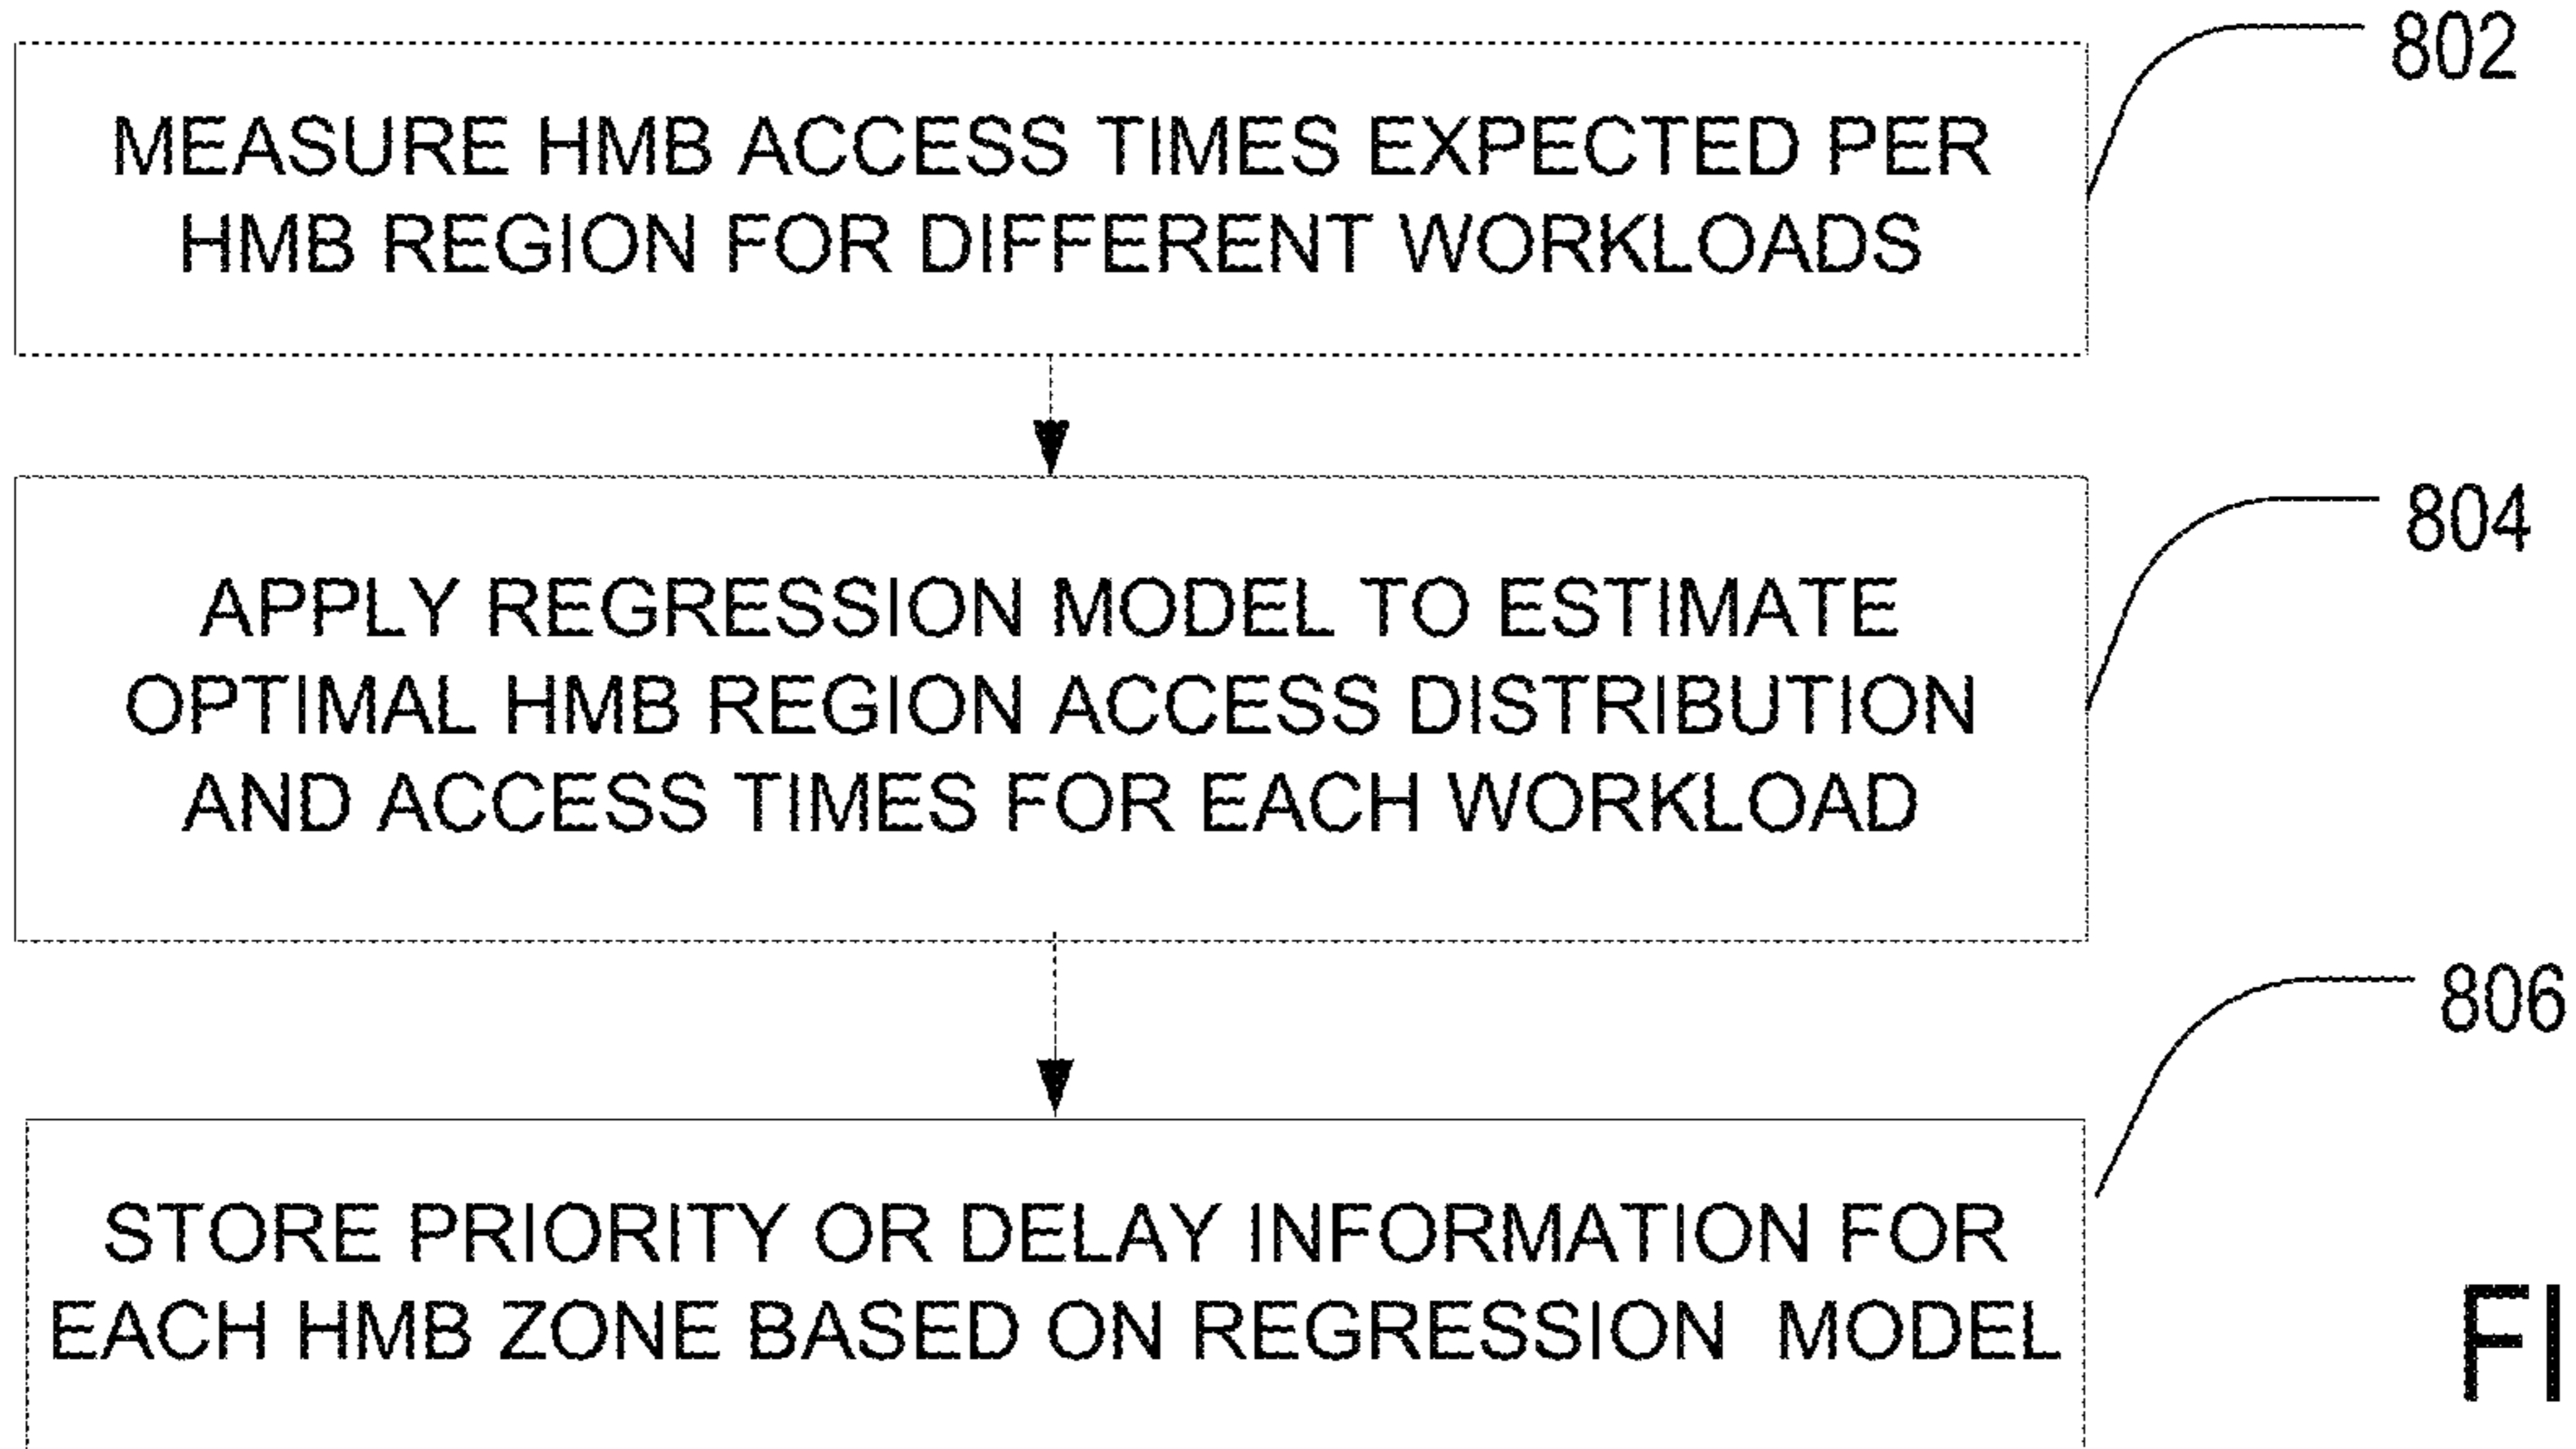 802
MEASURE HMB ACCESS TIMES EXPECTED PER
HMB REGION FOR DIFFERENT WORKLOADS
804
APPLY REGRESSION MODEL TO ESTIMATE
OPTIMAL HMB REGION ACCESS DISTRIBUTION
AND ACCESS TIMES FOR EACH WORKLOAD
806
STORE PRIORITY OR DELAY INFORMATION FOR
EACH HMB ZONE BASED ON REGRESSION MODEL
FI